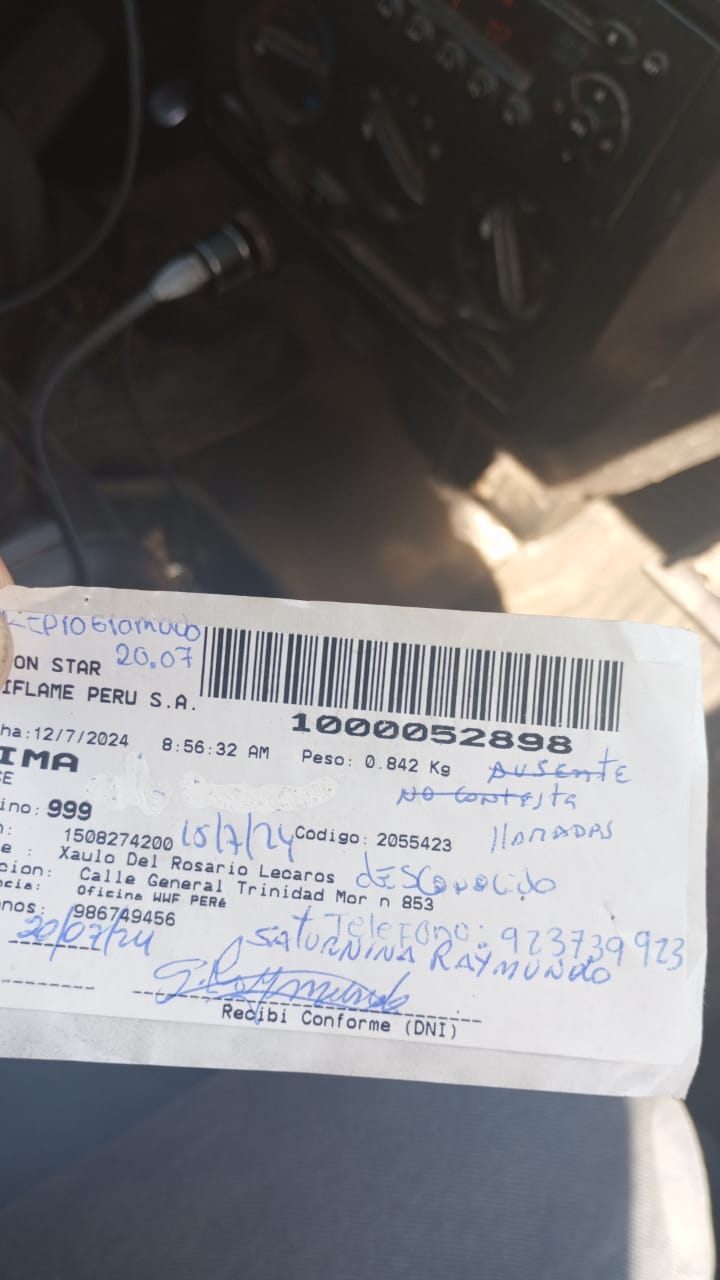 20.07
ON STAR
IFLAME PERU S.A.
1000052898
ha:12/7/2024 8:56:32 AM Peso: 0.842 Kg AUSENTE
IMA
CE NO CONTESTA
ino: 999 LLAMADAS
n: 1508274200 15/7/24 Codigo: 2055423
e : Xaulo Del Rosario Lecaros desconocido
cion: Calle General Trinidad Mor n 853
ncia: Oficina WWF PERé
nos: 986749456 Telefono: 923739923
20/07/24 SATURNINA RAYMUNDO
Recibi Conforme (DNI)